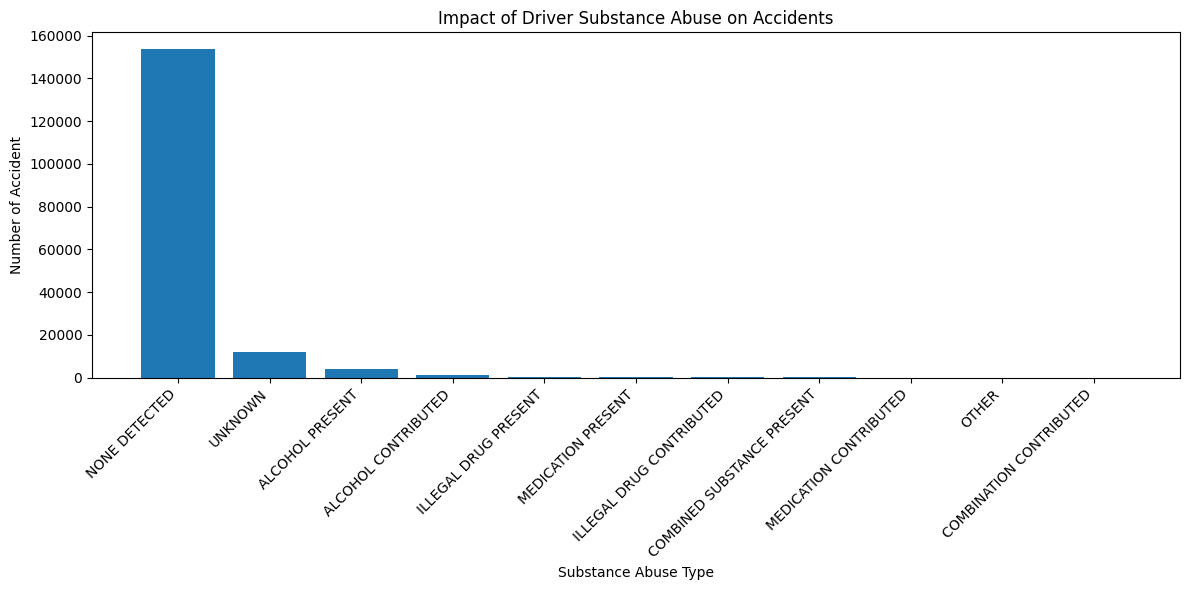 Impact of Driver Substance Abuse on Accidents
160000
140000
120000
100000
80000
60000
40000
20000
0
Number of Accident
NONE DETECTED
UNKNOWN
ALCOHOL PRESENT
ALCOHOL CONTRIBUTED
ILLEGAL DRUG PRESENT
MEDICATION PRESENT
ILLEGAL DRUG CONTRIBUTED
COMBINED SUBSTANCE PRESENT
MEDICATION CONTRIBUTED
OTHER
COMBINATION CONTRIBUTED
Substance Abuse Type